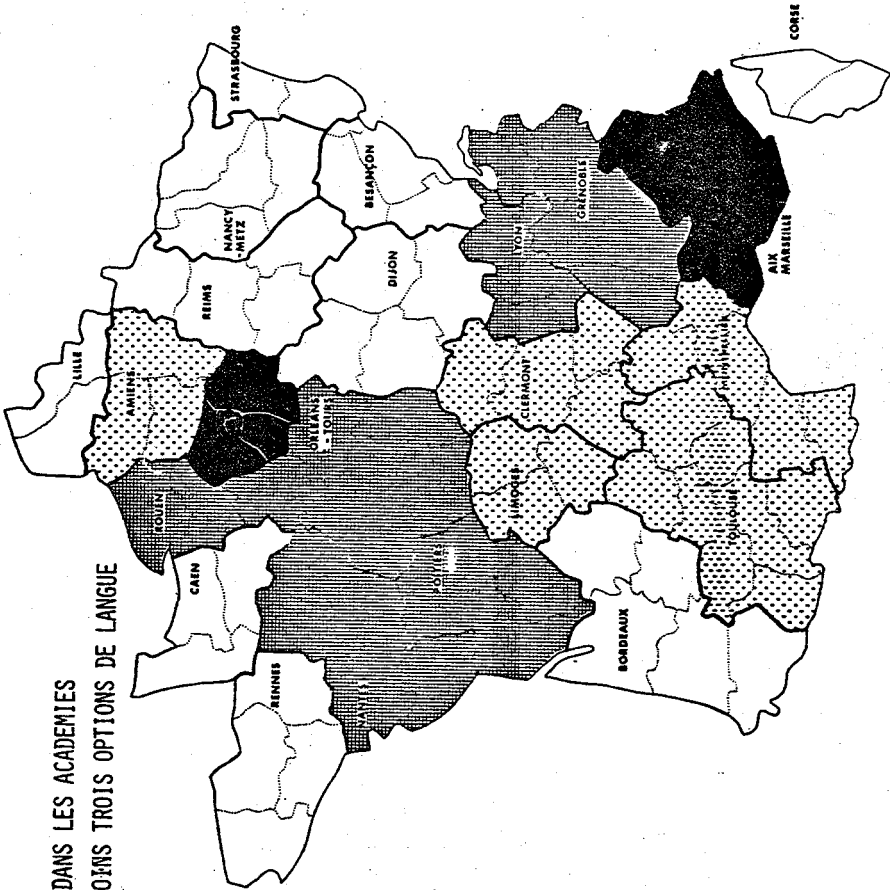 DANS LES ACADEMIES
OINS TROIS OPTIONS DE LANGUE
LILLE
AMIENS
ROUEN
CAEN
RENNES
NANTES
REIMS
NANCY
-METZ
STRASBOURG
ORLEANS
- TOURS
DIJON
BESANÇON
POITIERS
LIMOGES
CLERMONT
LYON
GRENOBLE
BORDEAUX
TOULOUSE
MONTPELLIER
AIX
MARSEILLE
CORSE